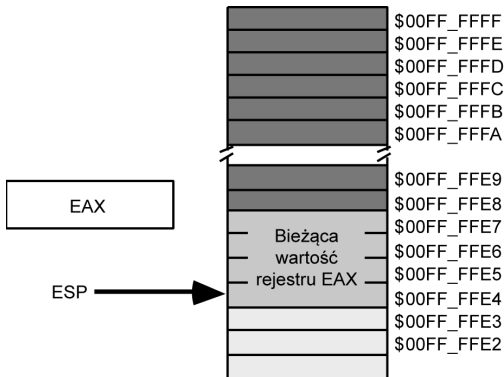 $00FF_FFFF
$00FF_FFFE
$00FF_FFFD
$00FF_FFFC
$00FF_FFFB
$00FF_FFFA
$00FF_FFE9
$00FF_FFE8
$00FF_FFE7
$00FF_FFE6
$00FF_FFE5
$00FF_FFE4
$00FF_FFE3
$00FF_FFE2
EAX
Bieżąca
wartość
rejestru EAX
ESP